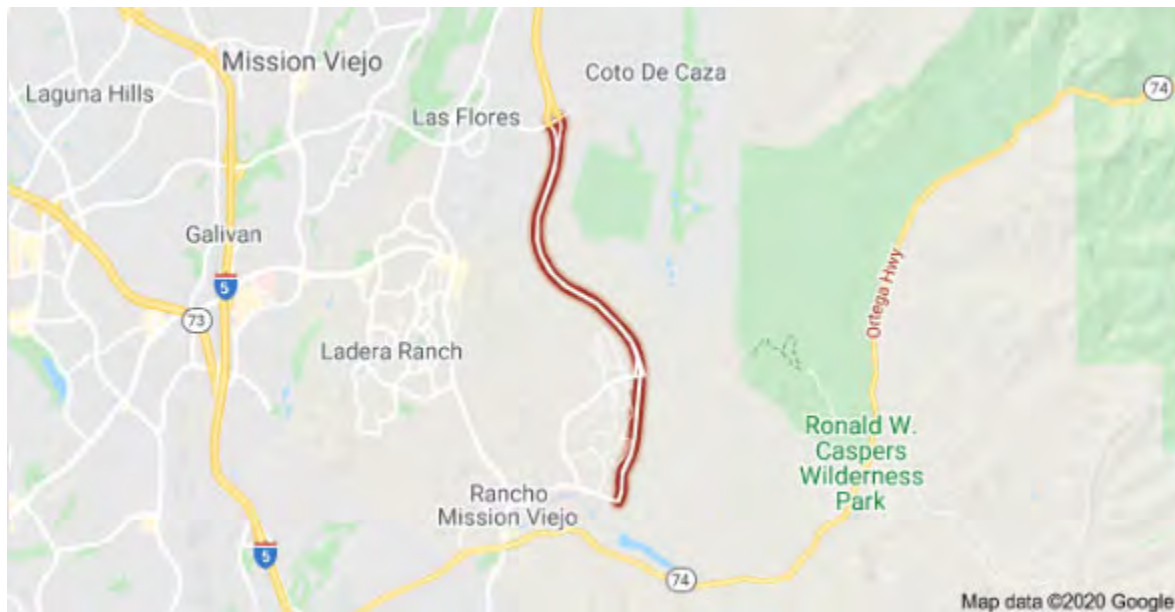 Mission Viejo
Coto De Caza
Laguna Hills
74
Las Flores
Galivan
5
Ortega Hwy
73
Ladera Ranch
Ronald W.
Caspers
Wilderness
Park
Rancho
Mission Viejo
5
74
Map data ©2020 Google